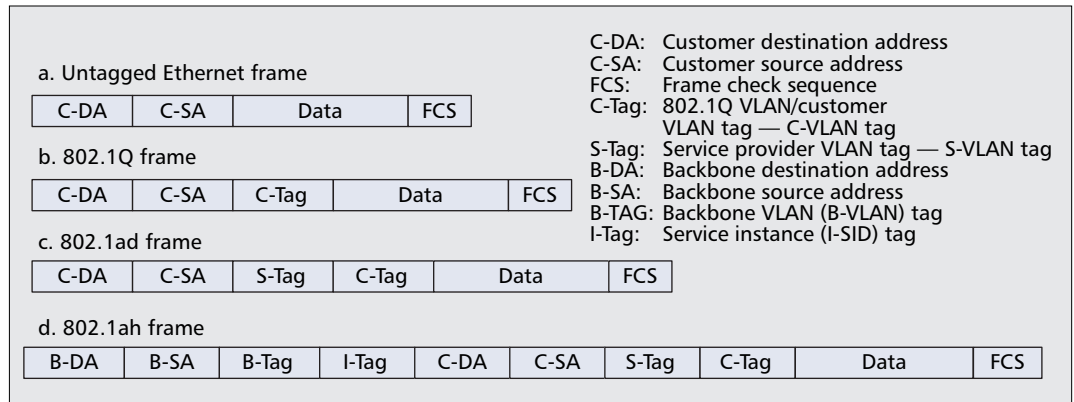 a. Untagged Ethernet frame
C-DA C-SA Data FCS
b. 802.1Q frame
C-DA C-SA C-Tag Data FCS
c. 802.1ad frame
C-DA C-SA S-Tag C-Tag Data FCS
d. 802.1ah frame
B-DA B-SA B-Tag I-Tag C-DA C-SA S-Tag C-Tag Data FCS
C-DA: Customer destination address
C-SA: Customer source address
FCS: Frame check sequence
C-Tag: 802.1Q VLAN/customer
VLAN tag — C-VLAN tag
S-Tag: Service provider VLAN tag — S-VLAN tag
B-DA: Backbone destination address
B-SA: Backbone source address
B-TAG: Backbone VLAN (B-VLAN) tag
I-Tag: Service instance (I-SID) tag